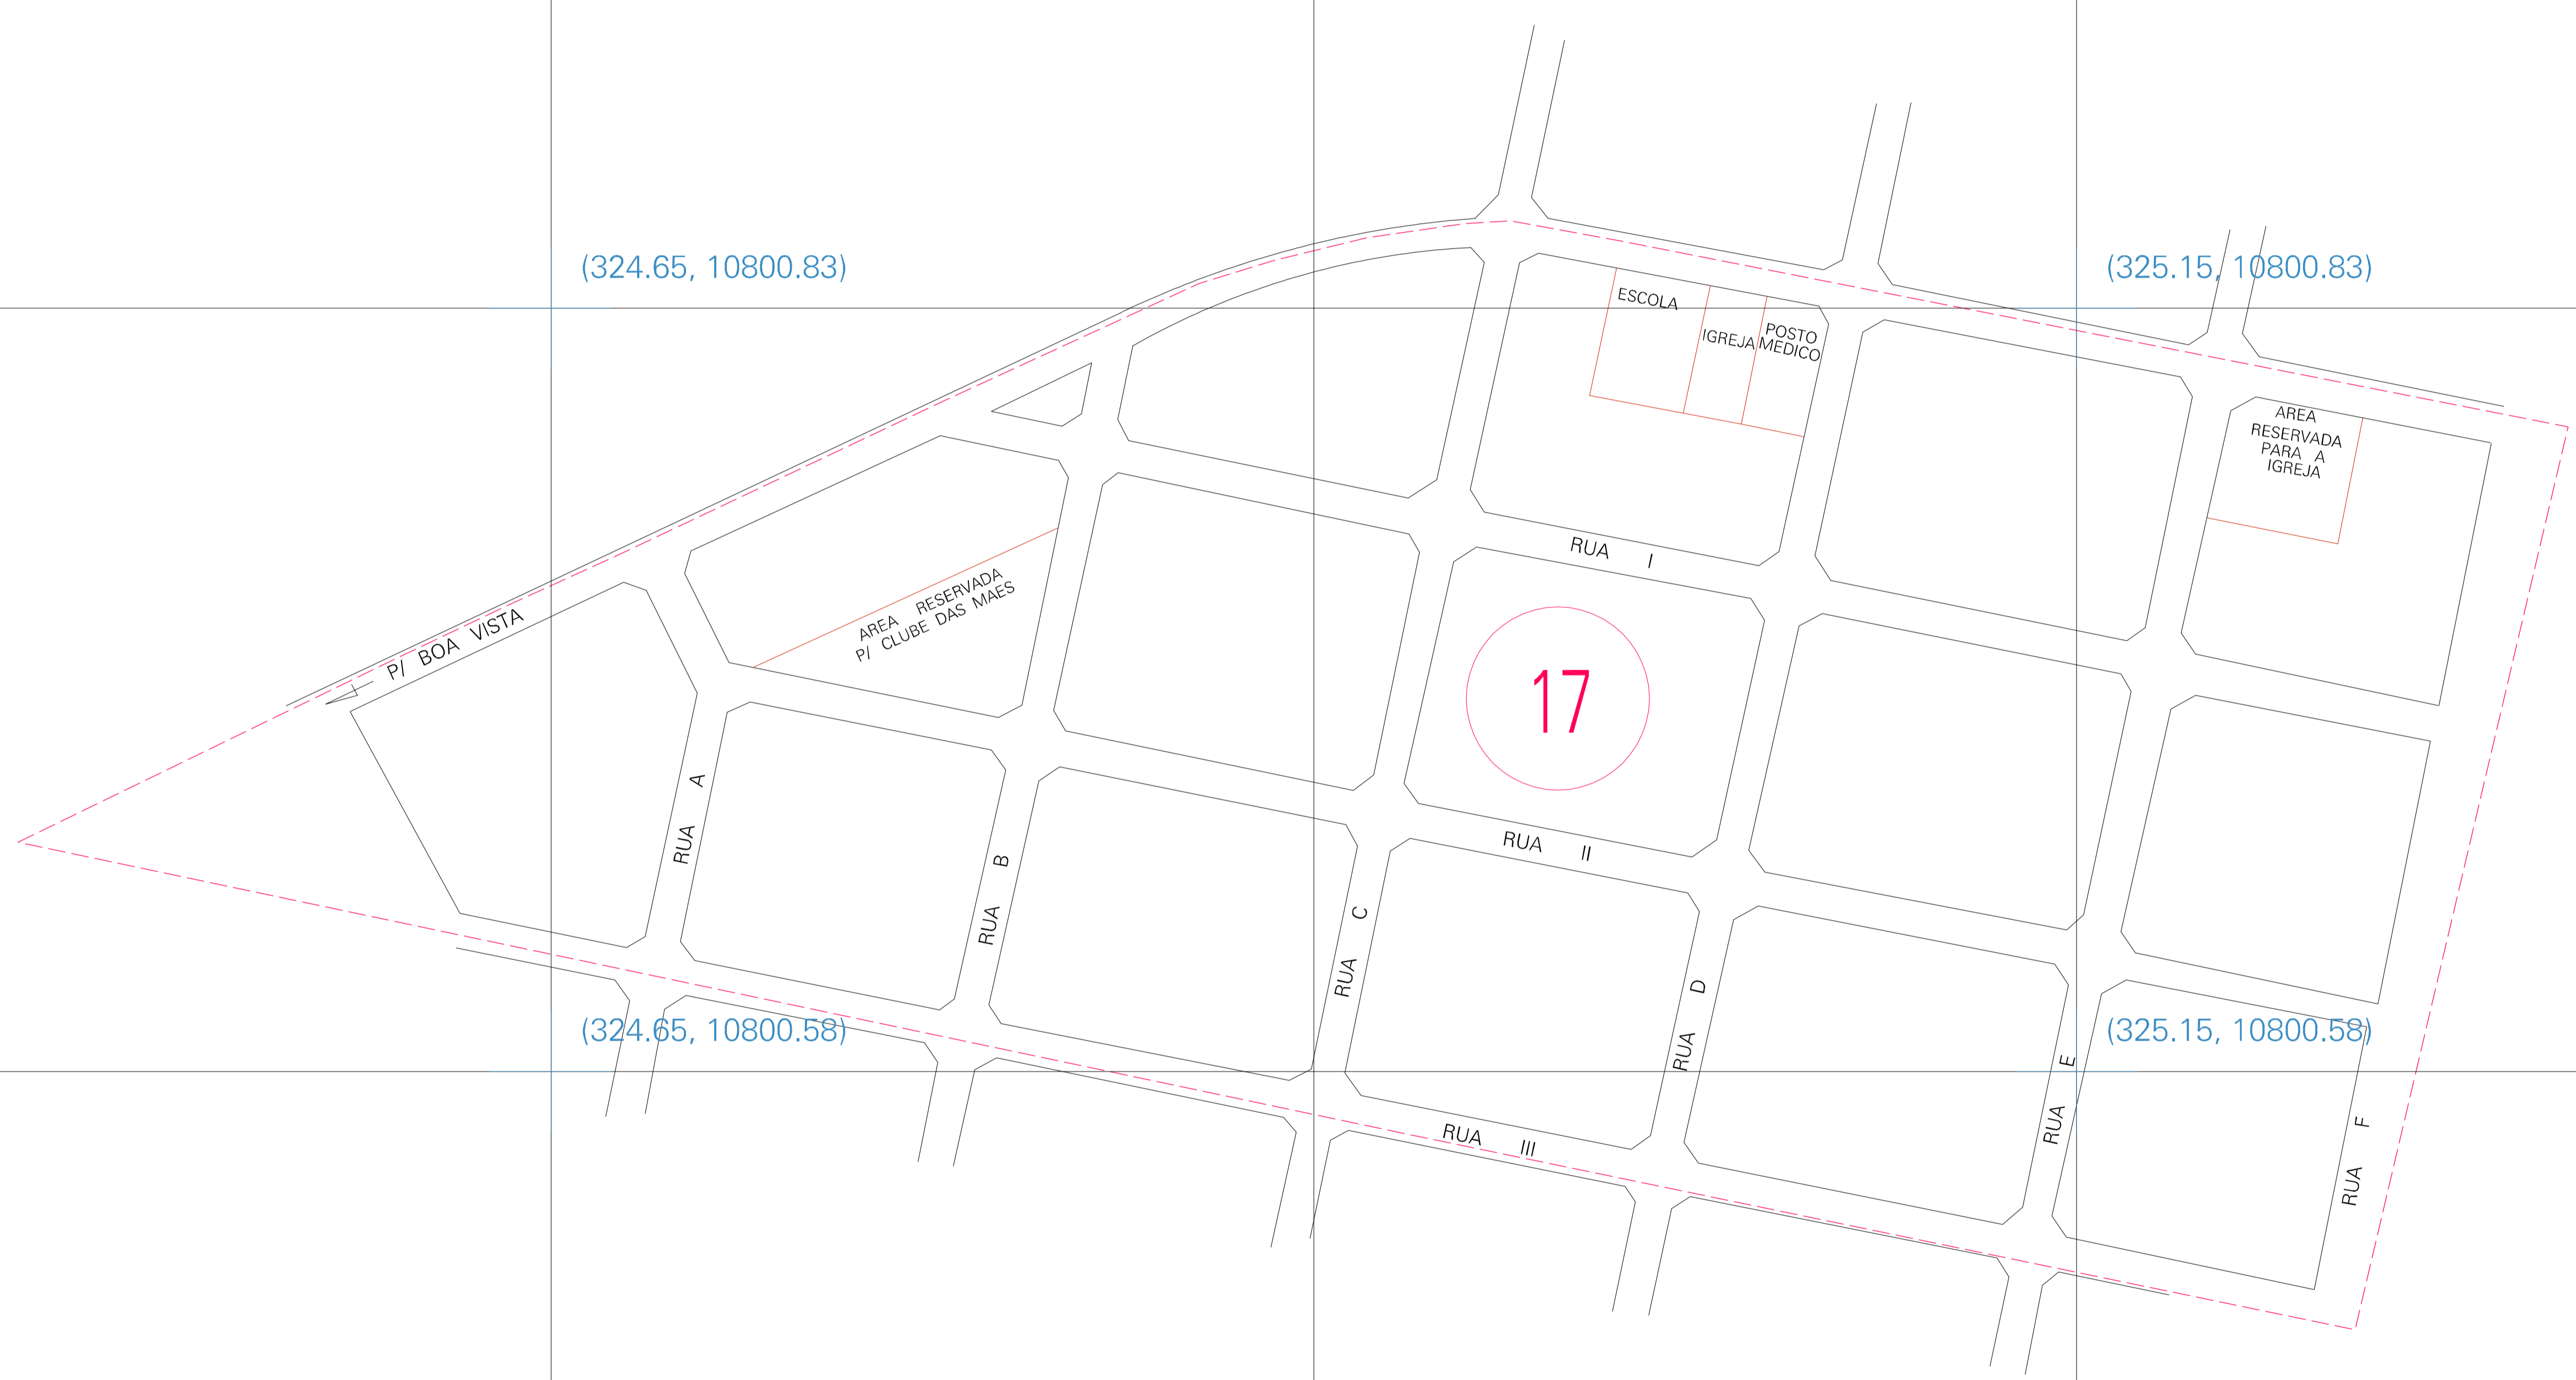 (324.65, 10800.83)
(325.15, 10800.83)
ESCOLA
IGREJA
POSTO
MEDICO
AREA
RESERVADA
PARA A
IGREJA
RUA I
AREA RESERVADA
P/ CLUBE DAS MAES
P/ BOA VISTA
17
RUA A
RUA B
RUA II
RUA C
RUA D
(324.65, 10800.58)
(325.15, 10800.58)
RUA E
RUA F
RUA III